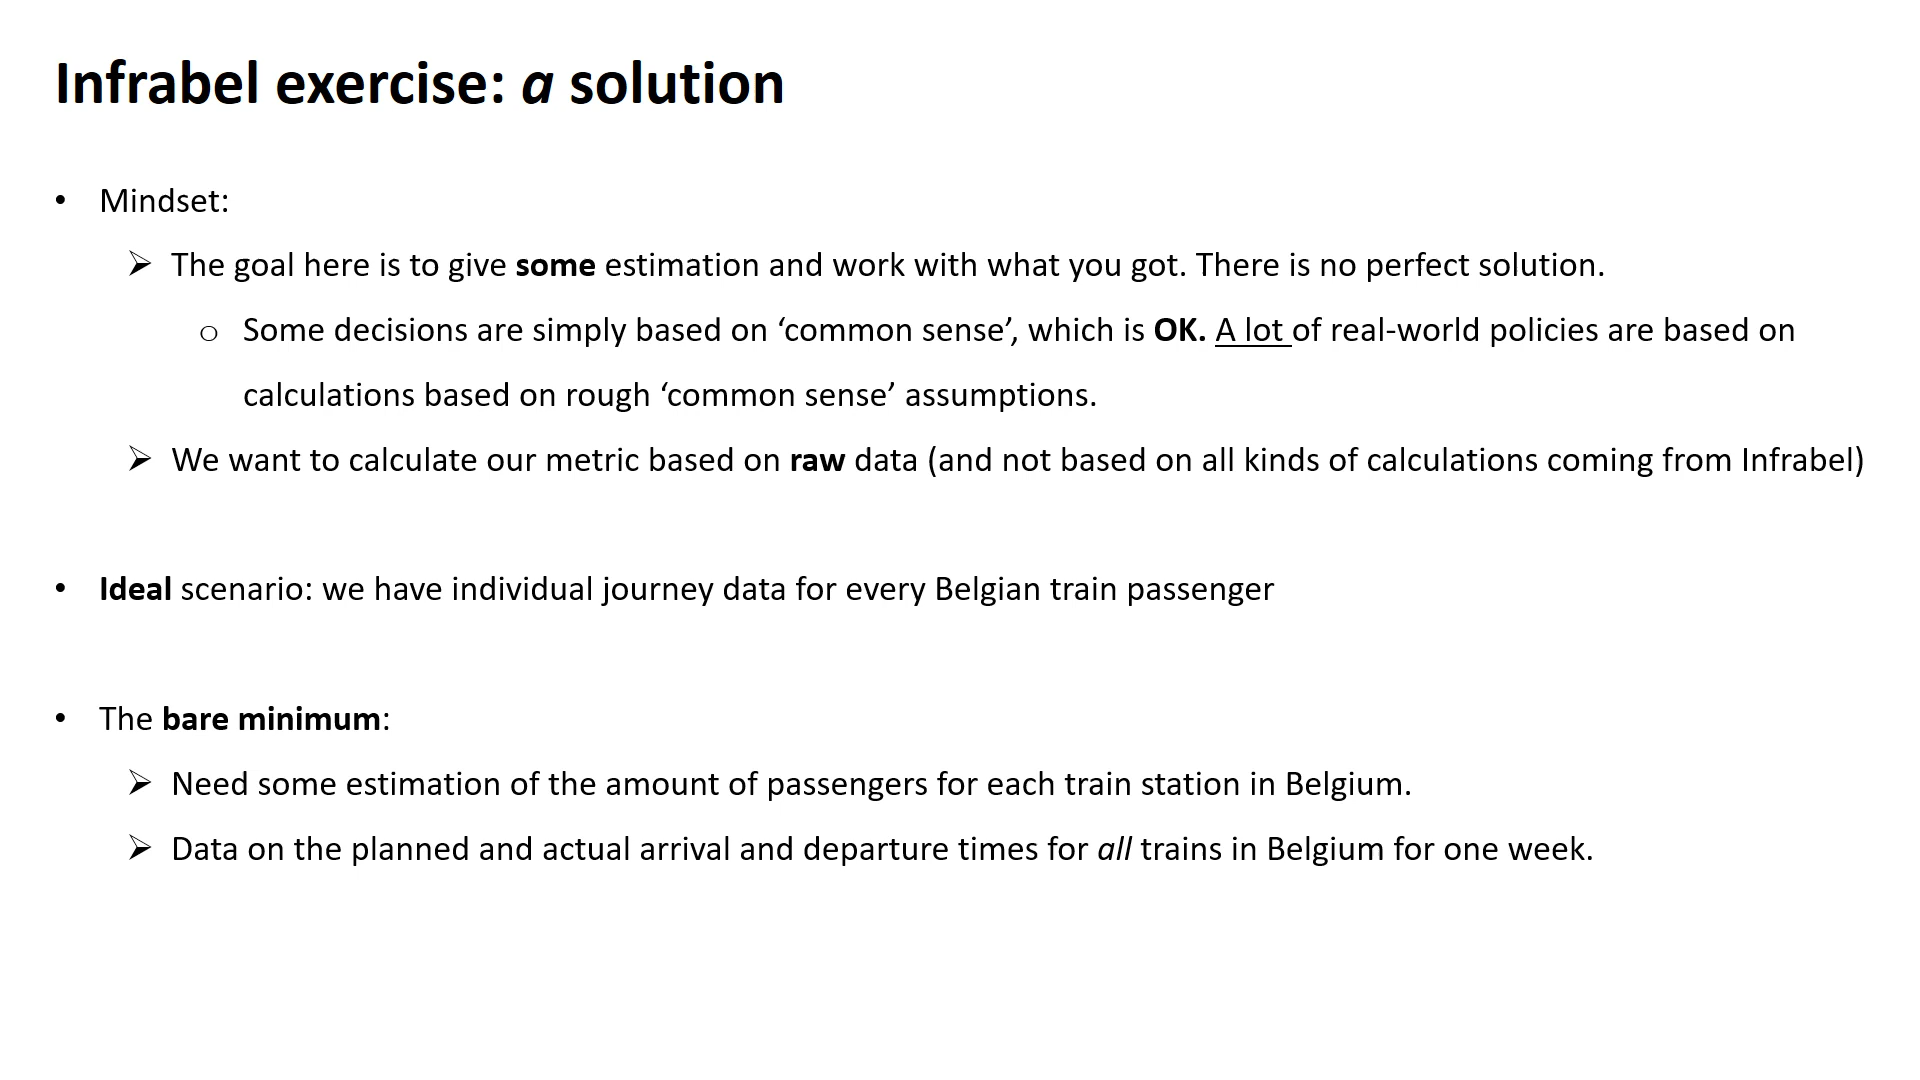 Infrabel exercise: a solution
• Mindset:
➢ The goal here is to give some estimation and work with what you got. There is no perfect solution.
o Some decisions are simply based on ‘common sense’, which is OK. A lot of real-world policies are based on
calculations based on rough ‘common sense’ assumptions.
➢ We want to calculate our metric based on raw data (and not based on all kinds of calculations coming from Infrabel)
• Ideal scenario: we have individual journey data for every Belgian train passenger
• The bare minimum:
➢ Need some estimation of the amount of passengers for each train station in Belgium.
➢ Data on the planned and actual arrival and departure times for all trains in Belgium for one week.